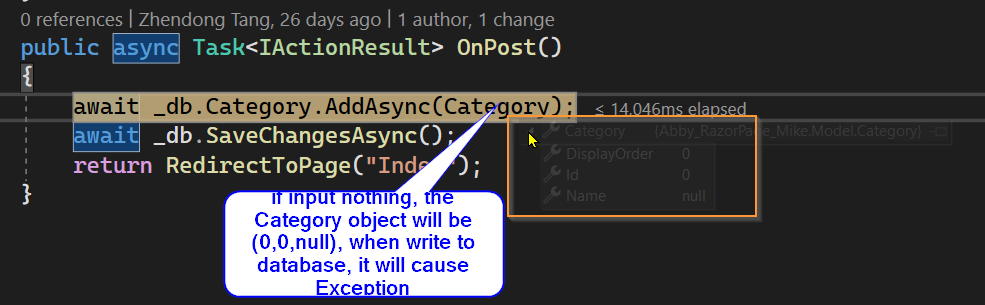 0 references | Zhendong Tang, 26 days ago | 1 author, 1 change
public async Task<IActionResult> OnPost()
{
await _db.Category.AddAsync(Category); ≤ 14,046ms elapsed
Category {Abby_RazorPage_Mike.Model.Category}
await _db.SaveChangesAsync();
DisplayOrder 0
return RedirectToPage("Index");
Id 0
Name null
}
if input nothing, the
Category object will be
(0,0,null), when write to
database, it will cause
Exception